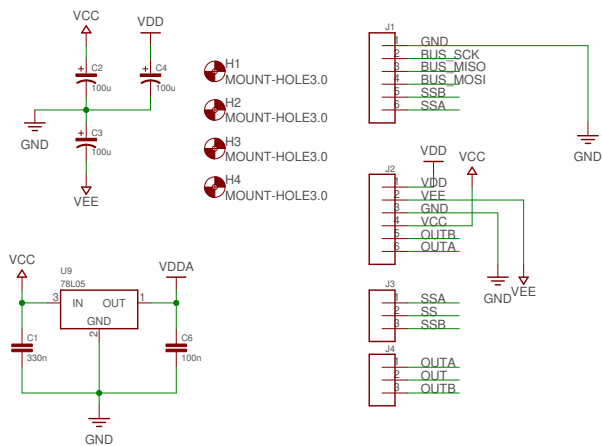 VCC
VDD
+
C2
100u
+
C4
100u
GND
+
C3
100u
VEE
H1
MOUNT-HOLE3.0
H2
MOUNT-HOLE3.0
H3
MOUNT-HOLE3.0
H4
MOUNT-HOLE3.0
J1
1 GND
2 BUS_SCK
3 BUS_MISO
4 BUS_MOSI
5 SSB
6 SSA
GND
VDD
VCC
J2
1 VDD
2 VEE
3 GND
4 VCC
5 OUTB
6 OUTA
GND
VEE
VCC
U9
78L05
VDDA
3 IN OUT 1
GND
2
C1
330n
C6
100n
GND
J3
1 SSA
2 SS
3 SSB
J4
1 OUTA
2 OUT
3 OUTB